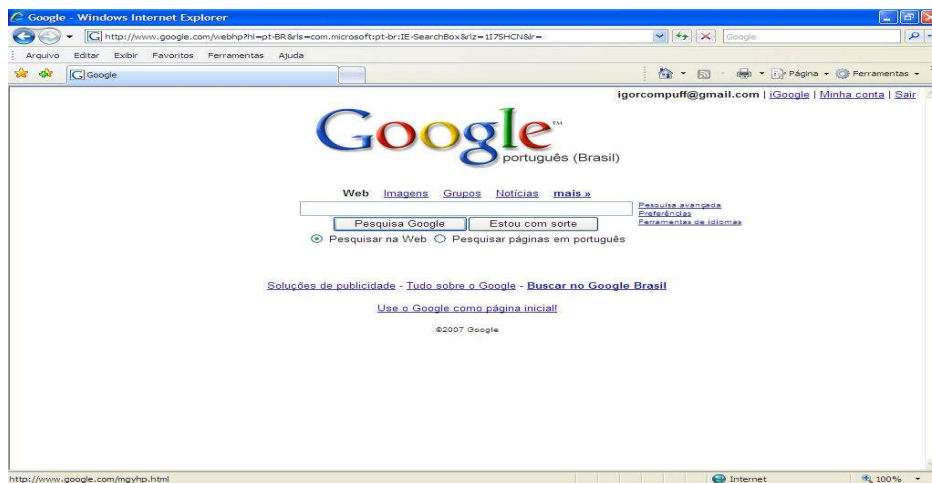 Google - Windows Internet Explorer
http://www.google.com/webhp?hl=pt-BR&rls=com.microsoft:pt-br:IE-SearchBox&rlz=1I7SHCN&lr= Google
Arquivo Editar Exibir Favoritos Ferramentas Ajuda
Google Página Ferramentas
igorcompuff@gmail.com | iGoogle | Minha conta | Sair
Google™
português (Brasil)
Web Imagens Grupos Notícias mais »
Pesquisa avançada
Preferências
Ferramentas de idiomas
Pesquisa Google Estou com sorte
Pesquisar na Web Pesquisar páginas em português
Soluções de publicidade - Tudo sobre o Google - Buscar no Google Brasil
Use o Google como página inicial!
©2007 Google
http://www.google.com/mgyhp.html Internet 100%